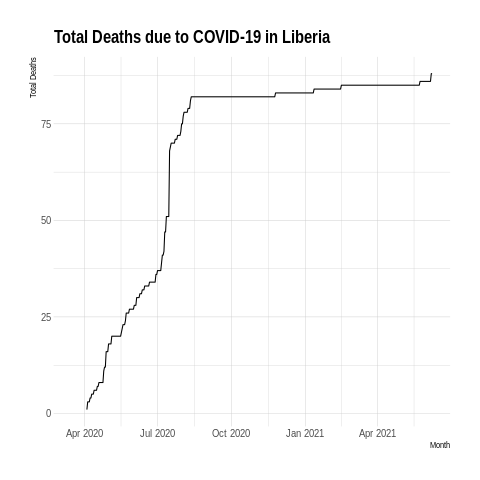 Total Deaths due to COVID-19 in Liberia
Total Deaths
75
50
25
0
Apr 2020
Jul 2020
Oct 2020
Jan 2021
Apr 2021
Month